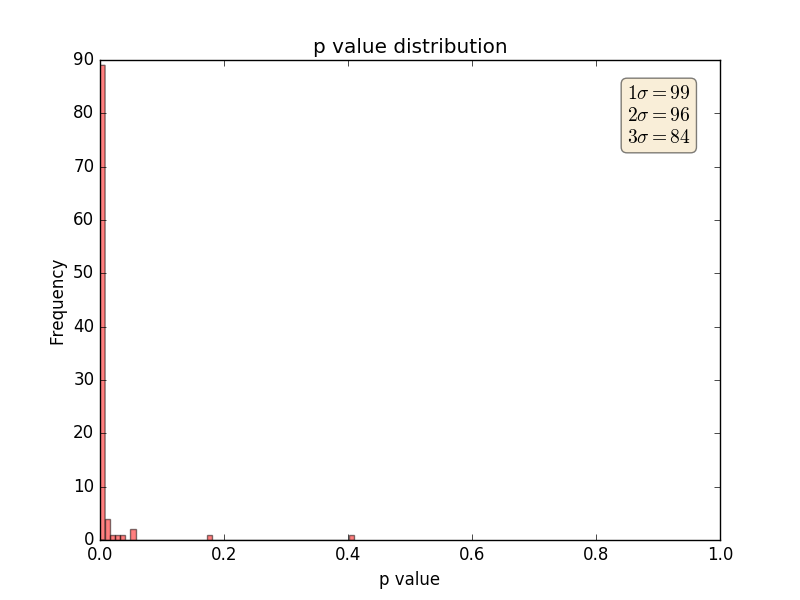 p value distribution
1σ = 99
2σ = 96
3σ = 84
90
80
70
60
50
40
30
20
10
0
Frequency
0.0 0.2 0.4 0.6 0.8 1.0
p value